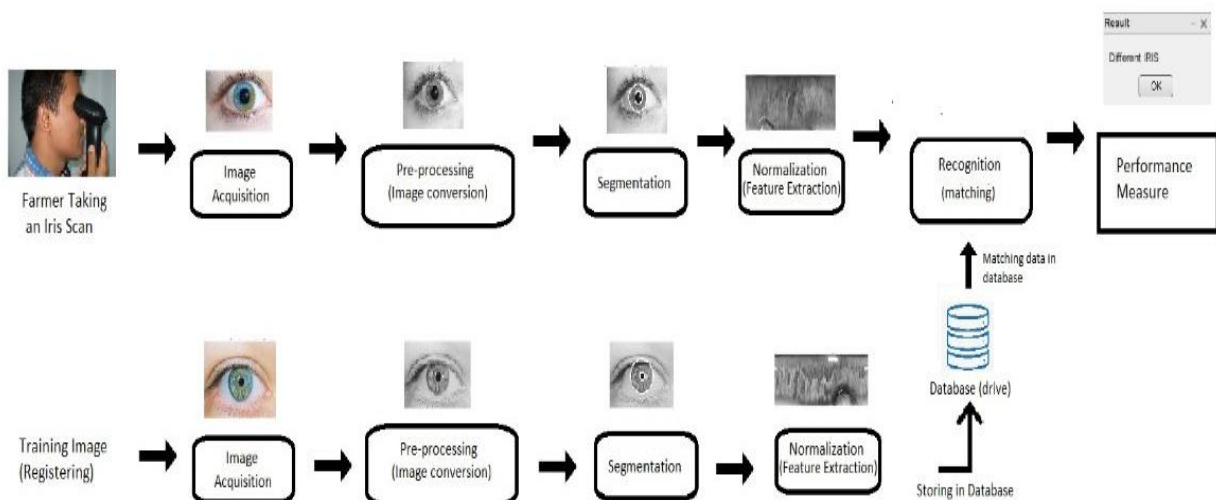 Result
Different IRIS
OK
Farmer Taking
an Iris Scan
Image
Acquisition
Pre-processing
(Image conversion)
Segmentation
Normalization
(Feature Extraction)
Recognition
(matching)
Performance
Measure
Matching data in
database
Database (drive)
Training Image
(Registering)
Image
Acquisition
Pre-processing
(Image conversion)
Segmentation
Normalization
(Feature Extraction)
Storing in Database